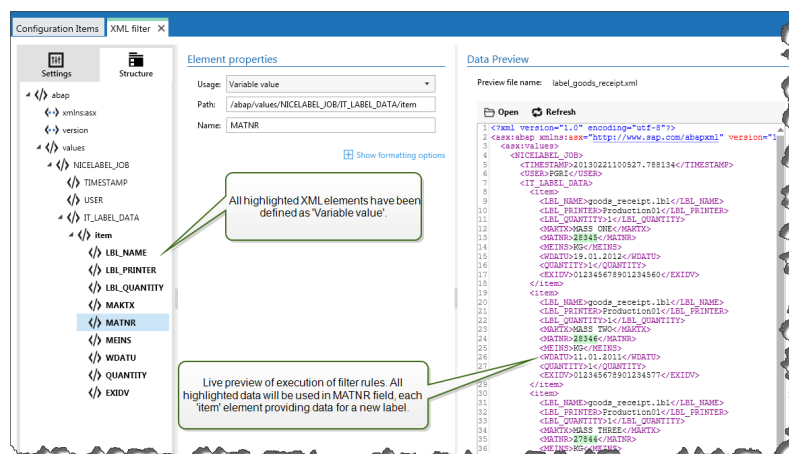 Configuration Items
XML filter
Settings
Structure
abap
xmlns:asx
version
values
NICELABEL_JOB
TIMESTAMP
USER
IT_LABEL_DATA
item
LBL_NAME
LBL_PRINTER
LBL_QUANTITY
MAKTX
MATNR
MEINS
WDATU
QUANTITY
EXIDV
Element properties
Usage: Variable value
Path: /abap/values/NICELABEL_JOB/IT_LABEL_DATA/item
Name: MATNR
Show formatting options
All highlighted XML elements have been
defined as 'Variable value'.
Live preview of execution of filter rules. All
highlighted data will be used in MATNR field, each
'item' element providing data for a new label.
Data Preview
Preview file name: label_goods_receipt.xml
Open Refresh
1 <?xml version="1.0" encoding="utf-8"?>
2 <asx:abap xmlns:asx="http://www.sap.com/abapxml" version="1
3 <asx:values>
4 <NICELABEL_JOB>
5 <TIMESTAMP>20130221100527.788134</TIMESTAMP>
6 <USER>PGRI</USER>
7 <IT_LABEL_DATA>
8 <item>
9 <LBL_NAME>goods_receipt.lbl</LBL_NAME>
10 <LBL_PRINTER>Production01</LBL_PRINTER>
11 <LBL_QUANTITY>1</LBL_QUANTITY>
12 <MAKTX>MASS ONE</MAKTX>
13 <MATNR>28345</MATNR>
14 <MEINS>KG</MEINS>
15 <WDATU>19.01.2012</WDATU>
16 <QUANTITY>1</QUANTITY>
17 <EXIDV>012345678901234560</EXIDV>
18 </item>
19 <item>
20 <LBL_NAME>goods_receipt.lbl</LBL_NAME>
21 <LBL_PRINTER>Production01</LBL_PRINTER>
22 <LBL_QUANTITY>1</LBL_QUANTITY>
23 <MAKTX>MASS TWO</MAKTX>
24 <MATNR>28346</MATNR>
25 <MEINS>KG</MEINS>
26 <WDATU>11.01.2011</WDATU>
27 <QUANTITY>1</QUANTITY>
28 <EXIDV>012345678901234577</EXIDV>
29 </item>
30 <item>
31 <LBL_NAME>goods_receipt.lbl</LBL_NAME>
32 <LBL_PRINTER>Production01</LBL_PRINTER>
33 <LBL_QUANTITY>1</LBL_QUANTITY>
34 <MAKTX>MASS THREE</MAKTX>
35 <MATNR>27844</MATNR>
36 <MEINS>KG</MEINS>